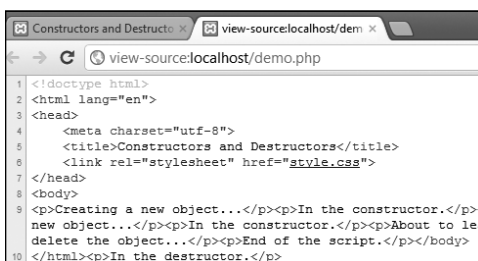 Constructors and Destructo ×
view-source:localhost/dem ×
view-source:localhost/demo.php
1 <!doctype html>
2 <html lang="en">
3 <head>
4 <meta charset="utf-8">
5 <title>Constructors and Destructors</title>
6 <link rel="stylesheet" href="style.css">
7 </head>
8 <body>
9 <p>Creating a new object...</p><p>In the constructor.</p>
new object...</p><p>In the constructor.</p><p>About to le
delete the object...</p><p>End of the script.</p></body>
10 </html><p>In the destructor.</p>